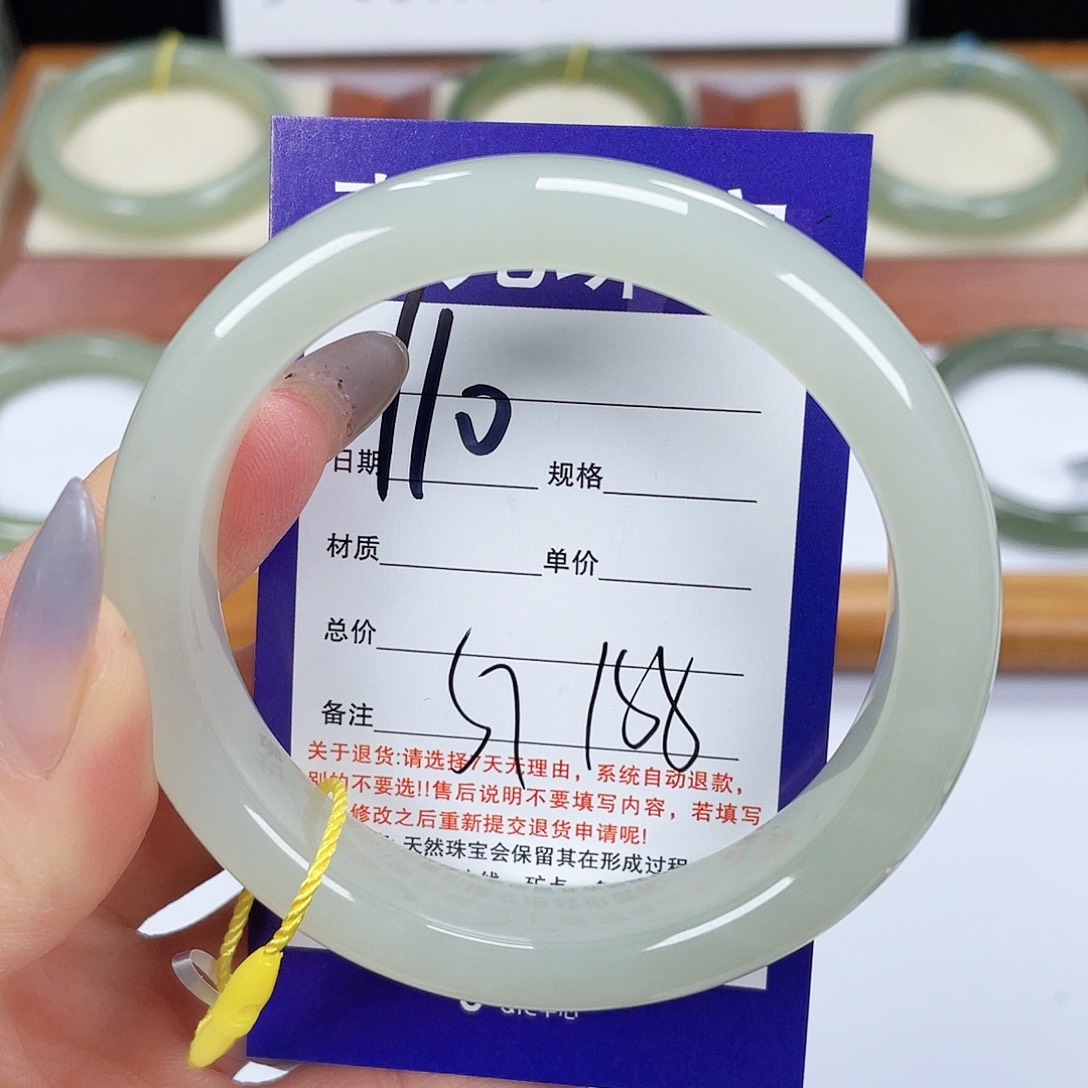 110
日期 规格
材质 单价
总价
57 188
备注
关于退货:请选择7天无理由，系统自动退款，
别的不要选!!售后说明不要填写内容，若填写
修改之后重新提交退货申请呢!
天然珠宝会保留其在形成过程